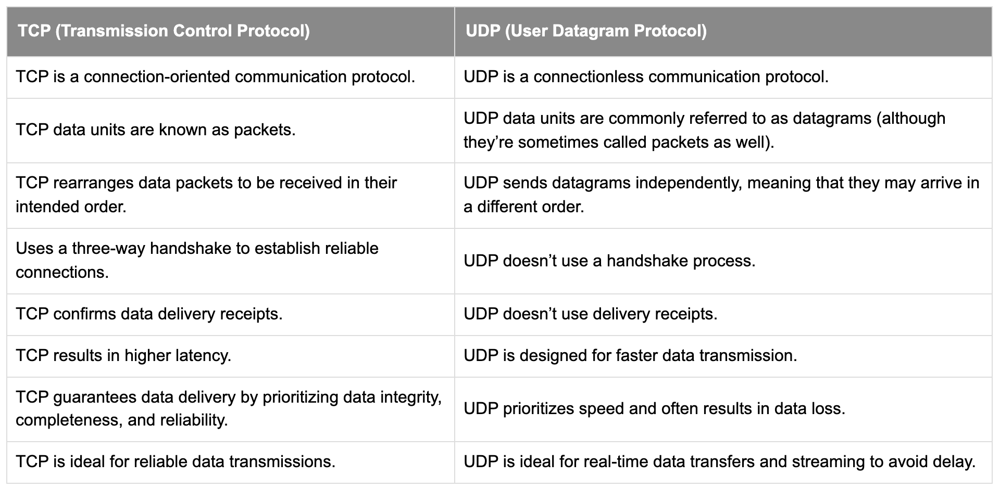 TCP (Transmission Control Protocol)
UDP (User Datagram Protocol)
TCP is a connection-oriented communication protocol.
UDP is a connectionless communication protocol.
TCP data units are known as packets.
UDP data units are commonly referred to as datagrams (although
they’re sometimes called packets as well).
TCP rearranges data packets to be received in their
intended order.
UDP sends datagrams independently, meaning that they may arrive in
a different order.
Uses a three-way handshake to establish reliable
connections.
UDP doesn’t use a handshake process.
TCP confirms data delivery receipts.
UDP doesn’t use delivery receipts.
TCP results in higher latency.
UDP is designed for faster data transmission.
TCP guarantees data delivery by prioritizing data integrity,
completeness, and reliability.
UDP prioritizes speed and often results in data loss.
TCP is ideal for reliable data transmissions.
UDP is ideal for real-time data transfers and streaming to avoid delay.